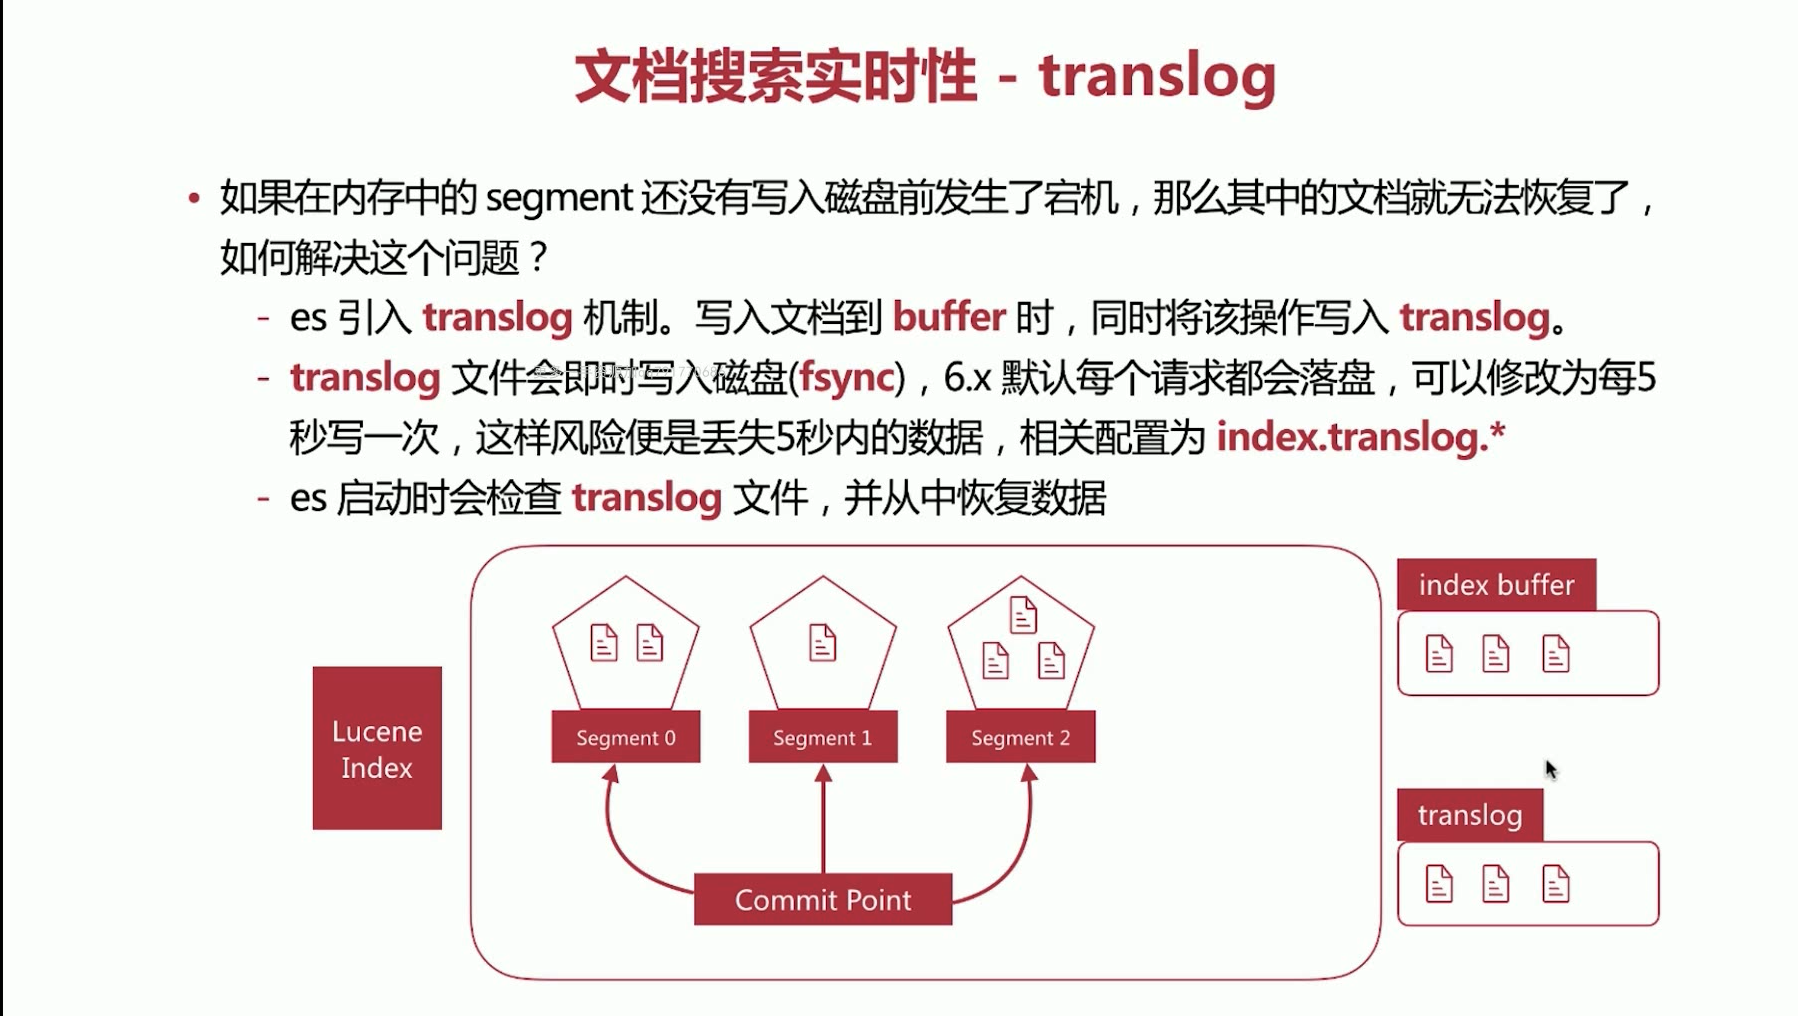 文档搜索实时性 - translog
• 如果在内存中的 segment 还没有写入磁盘前发生了宕机，那么其中的文档就无法恢复了，
如何解决这个问题？
- es 引入 translog 机制。写入文档到 buffer 时，同时将该操作写入 translog。
- translog 文件会即时写入磁盘(fsync)，6.x 默认每个请求都会落盘，可以修改为每5
秒写一次，这样风险便是丢失5秒内的数据，相关配置为 index.translog.*
- es 启动时会检查 translog 文件，并从中恢复数据
index buffer
Lucene
Index
Segment 0
Segment 1
Segment 2
translog
Commit Point